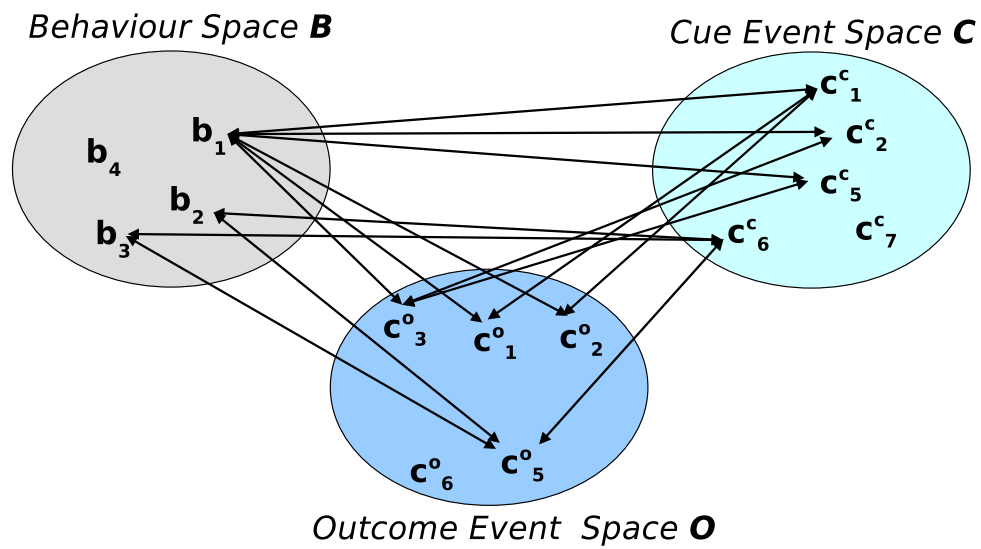 Behaviour Space B
Cue Event Space C
b1
b4
b2
b3
cc1
cc2
cc5
cc6
cc7
co3
co1
co2
co5
co6
Outcome Event  Space O